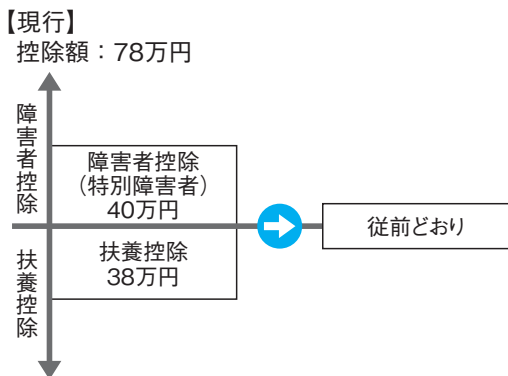 【現行】
控除額：78万円
障害者控除
障害者控除
（特別障害者）
40万円
従前どおり
扶養控除
扶養控除
38万円